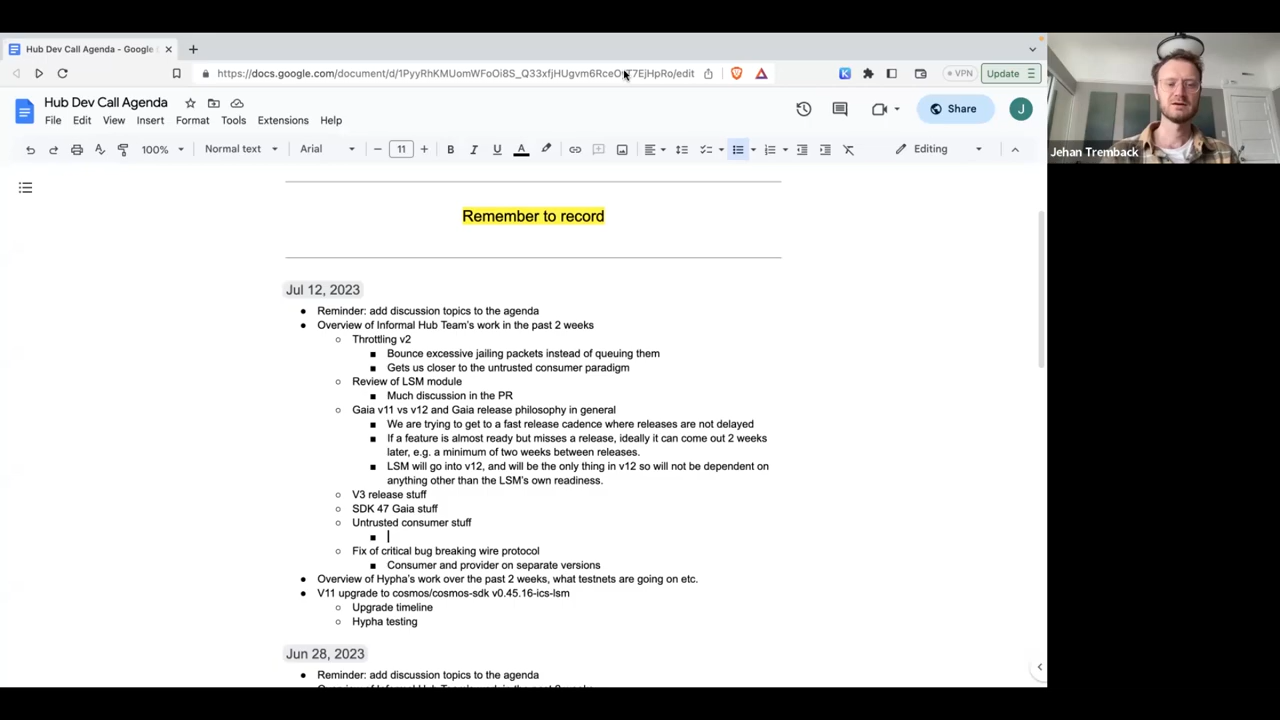 Hub Dev Call Agenda - Google
https://docs.google.com/document/d/1PyyRhKMUomWFoOi8S_Q33xfjHUgvm6RceO
T7EjHpRo/edit
VPN
Update
Hub Dev Call Agenda
File Edit View Insert Format Tools Extensions Help
Share
J
100% Normal text Arial 11 Editing
Jehan Tremback
Remember to record
Jul 12, 2023
Reminder: add discussion topics to the agenda
Overview of Informal Hub Team's work in the past 2 weeks
Throttling v2
Bounce excessive jailing packets instead of queuing them
Gets us closer to the untrusted consumer paradigm
Review of LSM module
Much discussion in the PR
Gaia v11 vs v12 and Gaia release philosophy in general
We are trying to get to a fast release cadence where releases are not delayed
If a feature is almost ready but misses a release, ideally it can come out 2 weeks
later, e.g. a minimum of two weeks between releases.
LSM will go into v12, and will be the only thing in v12 so will not be dependent on
anything other than the LSM's own readiness.
V3 release stuff
SDK 47 Gaia stuff
Untrusted consumer stuff
Fix of critical bug breaking wire protocol
Consumer and provider on separate versions
Overview of Hypha's work over the past 2 weeks, what testnets are going on etc.
V11 upgrade to cosmos/cosmos-sdk v0.45.16-ics-lsm
Upgrade timeline
Hypha testing
Jun 28, 2023
Reminder: add discussion topics to the agenda